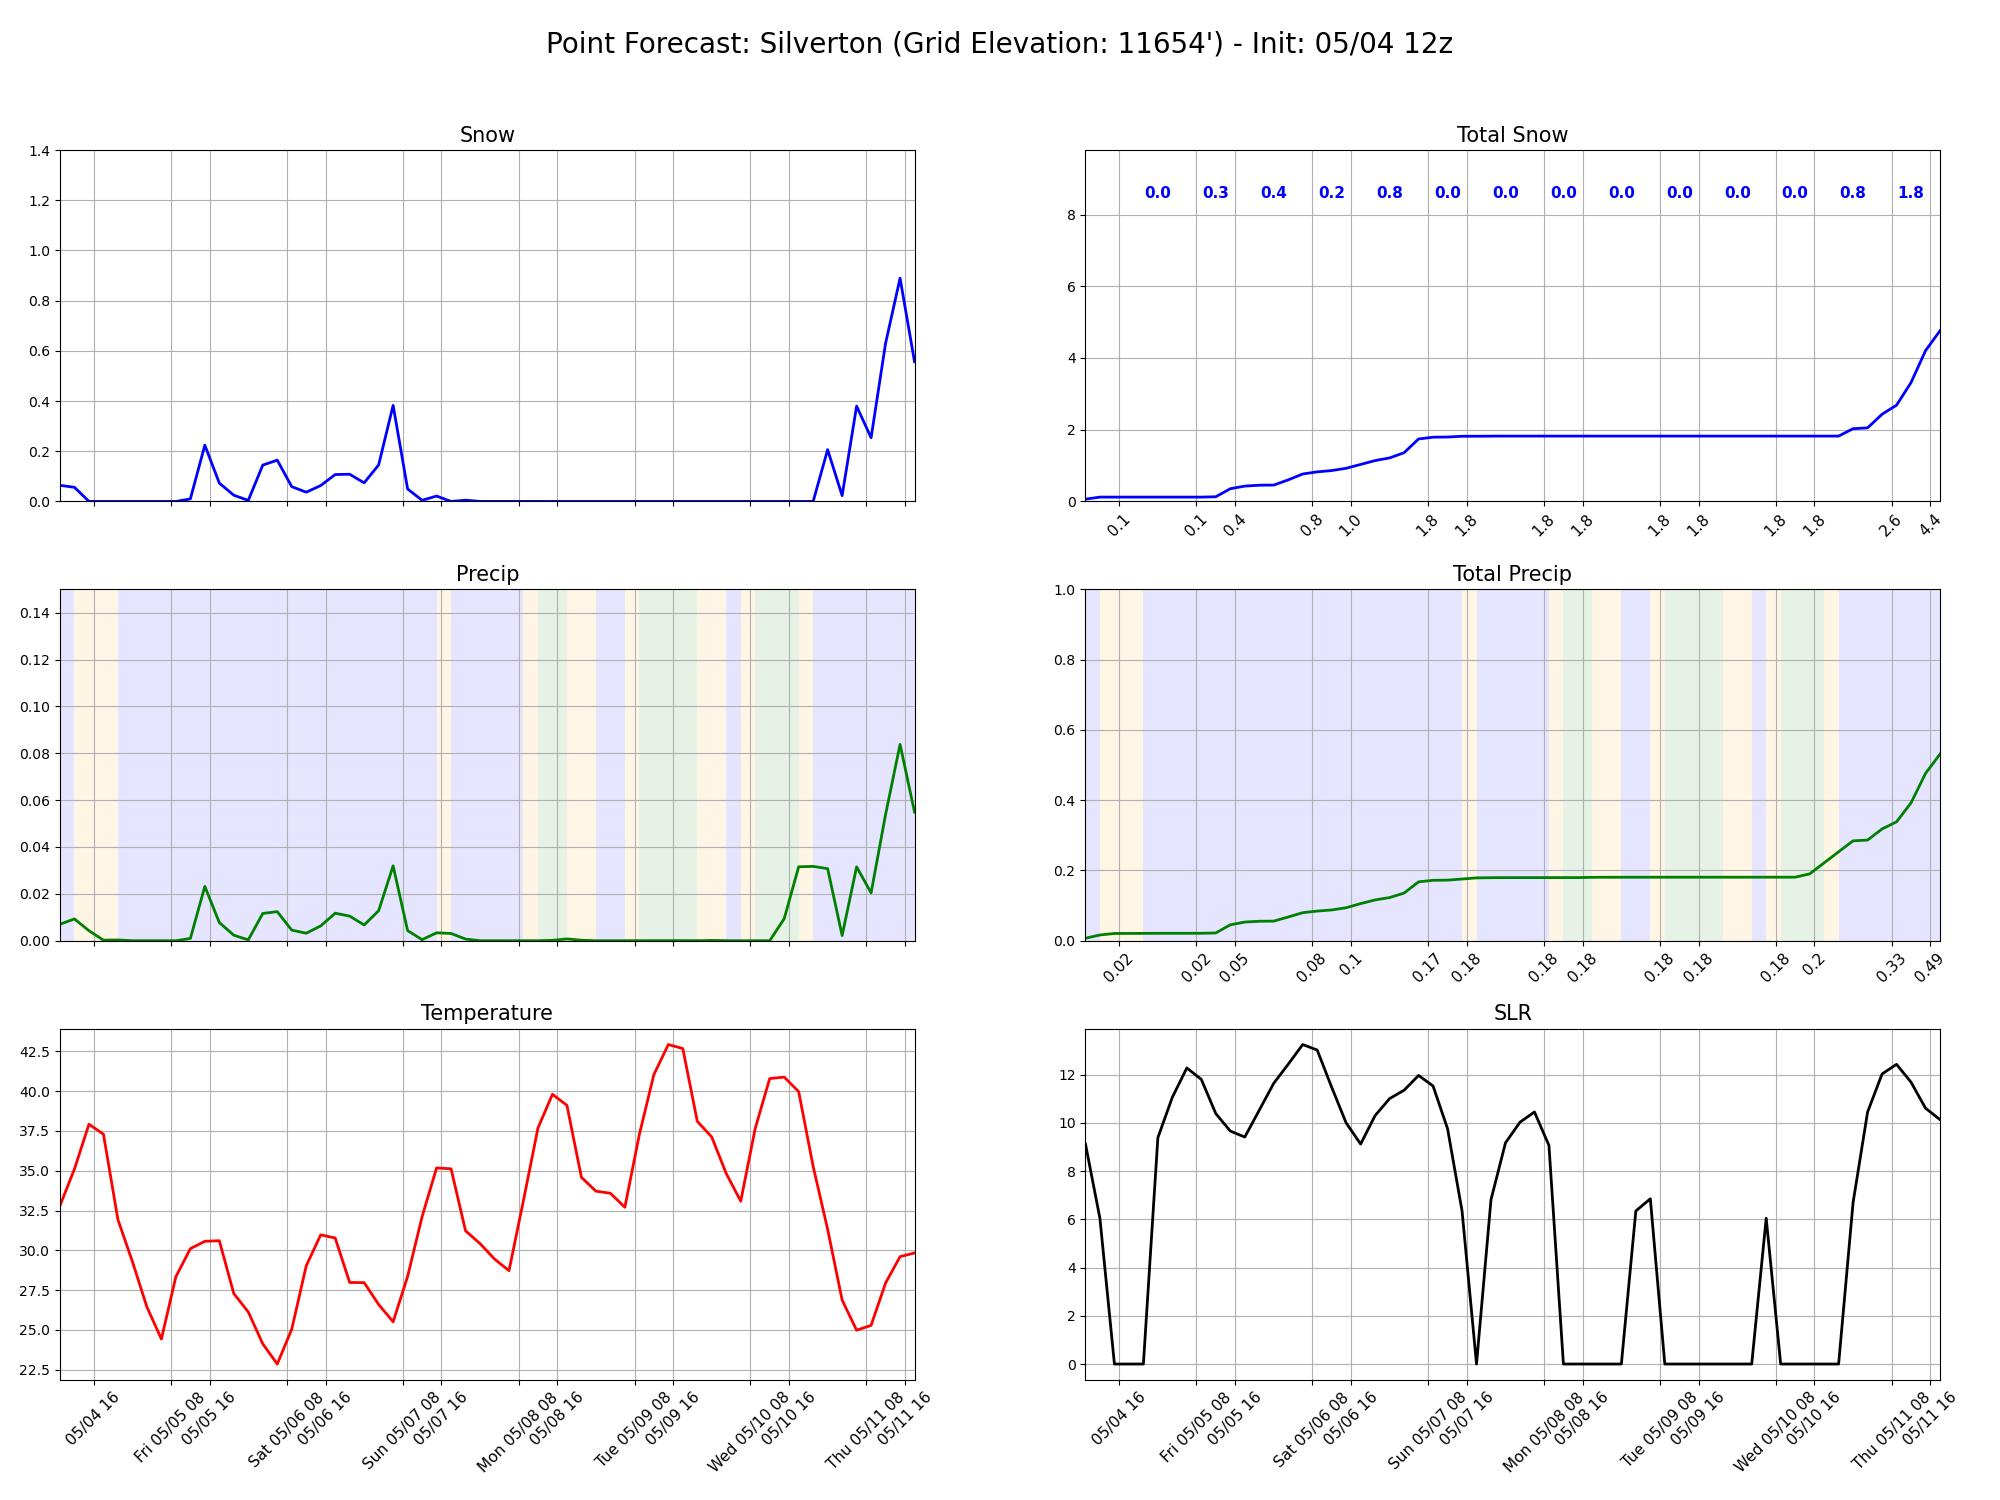 Point Forecast: Silverton (Grid Elevation: 11654') - Init: 05/04 12z
Snow
1.4
1.2
1.0
0.8
0.6
0.4
0.2
0.0
Total Snow
0.0 0.3 0.4 0.2 0.8 0.0 0.0 0.0 0.0 0.0 0.0 0.0 0.8 1.8
8
6
4
2
0
0.1 0.1 0.4 0.8 1.0 1.8 1.8 1.8 1.8 1.8 1.8 1.8 1.8 2.6 4.4
Precip
0.14
0.12
0.10
0.08
0.06
0.04
0.02
0.00
Total Precip
1.0
0.8
0.6
0.4
0.2
0.0
0.02 0.02 0.05 0.08 0.1 0.17 0.18 0.18 0.18 0.18 0.18 0.18 0.2 0.33 0.49
Temperature
42.5
40.0
37.5
35.0
32.5
30.0
27.5
25.0
22.5
05/04 16
Fri 05/05 08
05/05 16
Sat 05/06 08
05/06 16
Sun 05/07 08
05/07 16
Mon 05/08 08
05/08 16
Tue 05/09 08
05/09 16
Wed 05/10 08
05/10 16
Thu 05/11 08
05/11 16
SLR
12
10
8
6
4
2
0
05/04 16
Fri 05/05 08
05/05 16
Sat 05/06 08
05/06 16
Sun 05/07 08
05/07 16
Mon 05/08 08
05/08 16
Tue 05/09 08
05/09 16
Wed 05/10 08
05/10 16
Thu 05/11 08
05/11 16